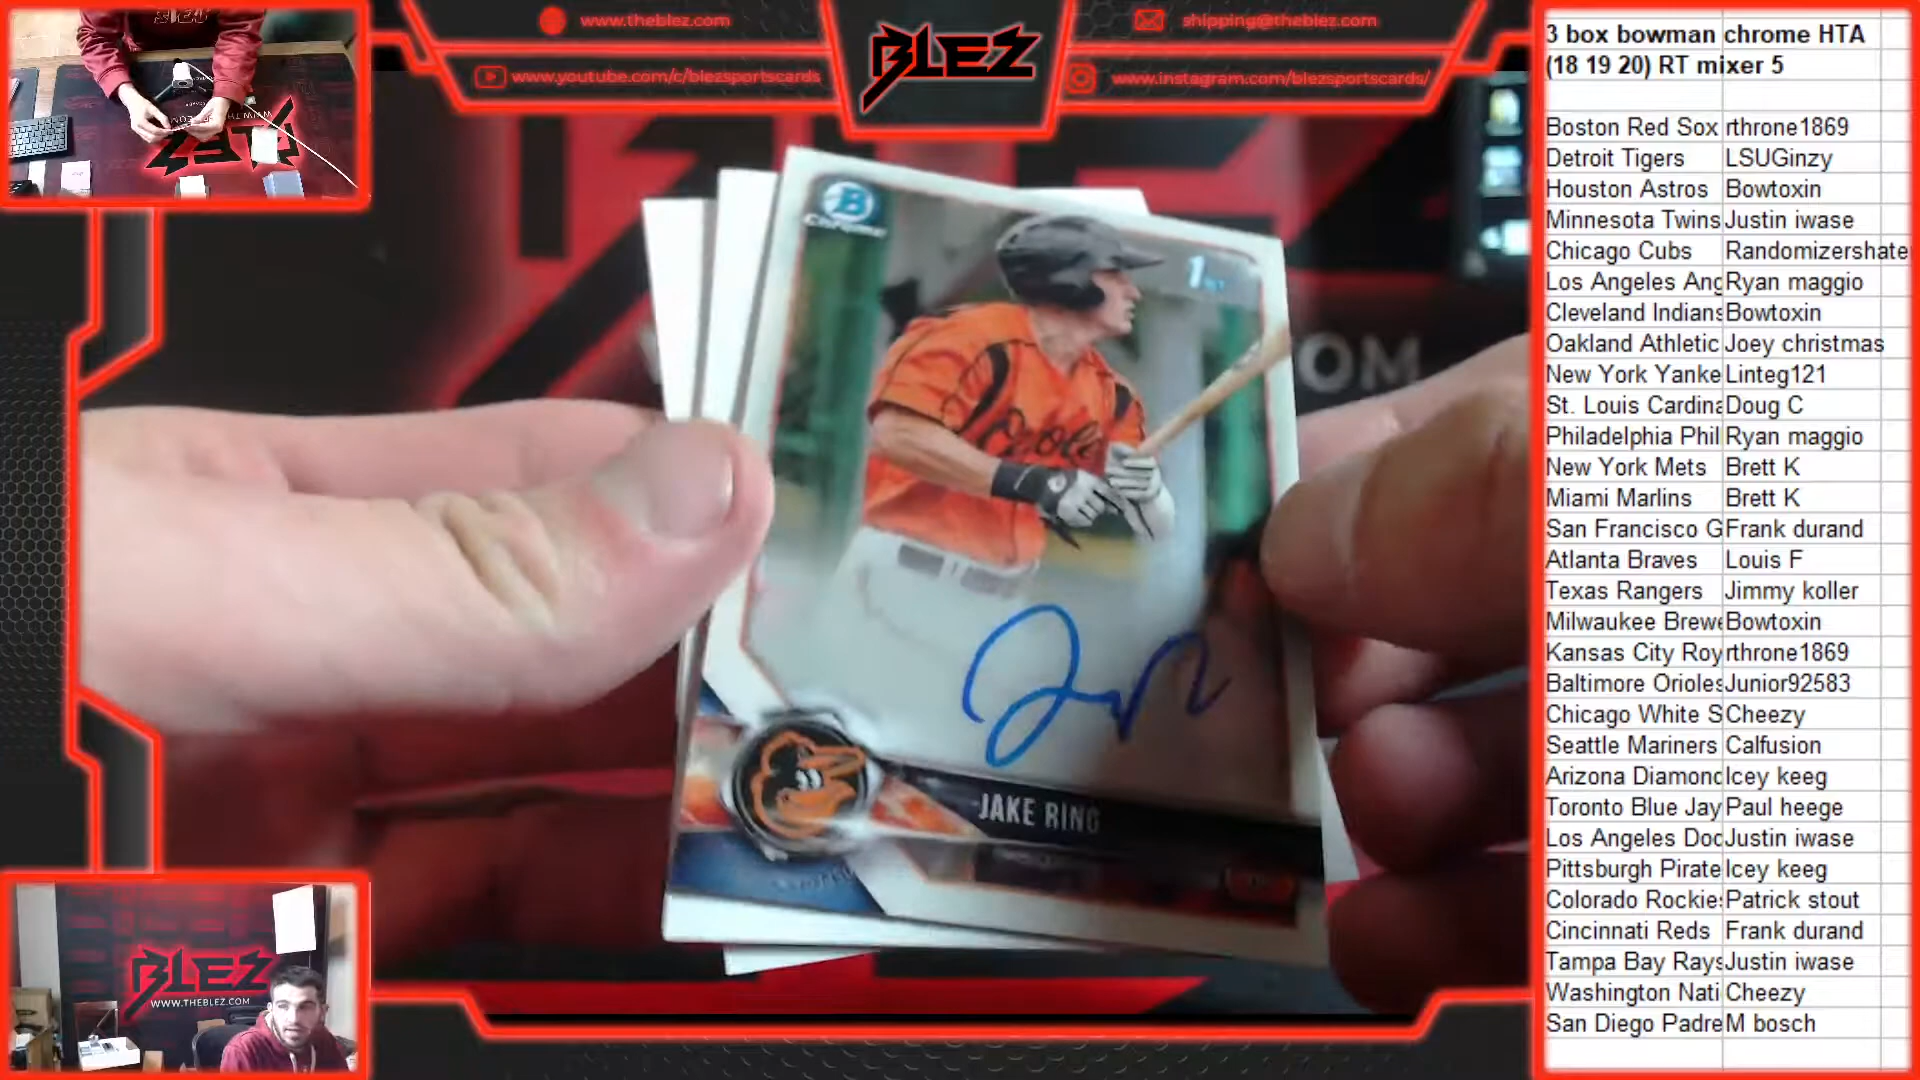 www.theblez.com
www.youtube.com/c/blezsportscards
BLEZ
shipping@theblez.com
www.instagram.com/blezsportscards/
B
Chrome
1st
OM
JAKE RING
BLEZ
WWW.THEBLEZ.COM
3 box bowman chrome HTA
(18 19 20) RT mixer 5
Boston Red Sox rthrone1869
Detroit Tigers LSUGinzy
Houston Astros Bowtoxin
Minnesota Twins Justin iwase
Chicago Cubs Randomizershate
Los Angeles Ang Ryan maggio
Cleveland Indians Bowtoxin
Oakland Athletic Joey christmas
New York Yanke Linteg121
St. Louis Cardina Doug C
Philadelphia Phil Ryan maggio
New York Mets Brett K
Miami Marlins Brett K
San Francisco G Frank durand
Atlanta Braves Louis F
Texas Rangers Jimmy koller
Milwaukee Brewe Bowtoxin
Kansas City Roy rthrone1869
Baltimore Orioles Junior92583
Chicago White S Cheezy
Seattle Mariners Calfusion
Arizona Diamond Icey keeg
Toronto Blue Jay Paul heege
Los Angeles Dod Justin iwase
Pittsburgh Pirate Icey keeg
Colorado Rockies Patrick stout
Cincinnati Reds Frank durand
Tampa Bay Rays Justin iwase
Washington Nati Cheezy
San Diego Padre M bosch